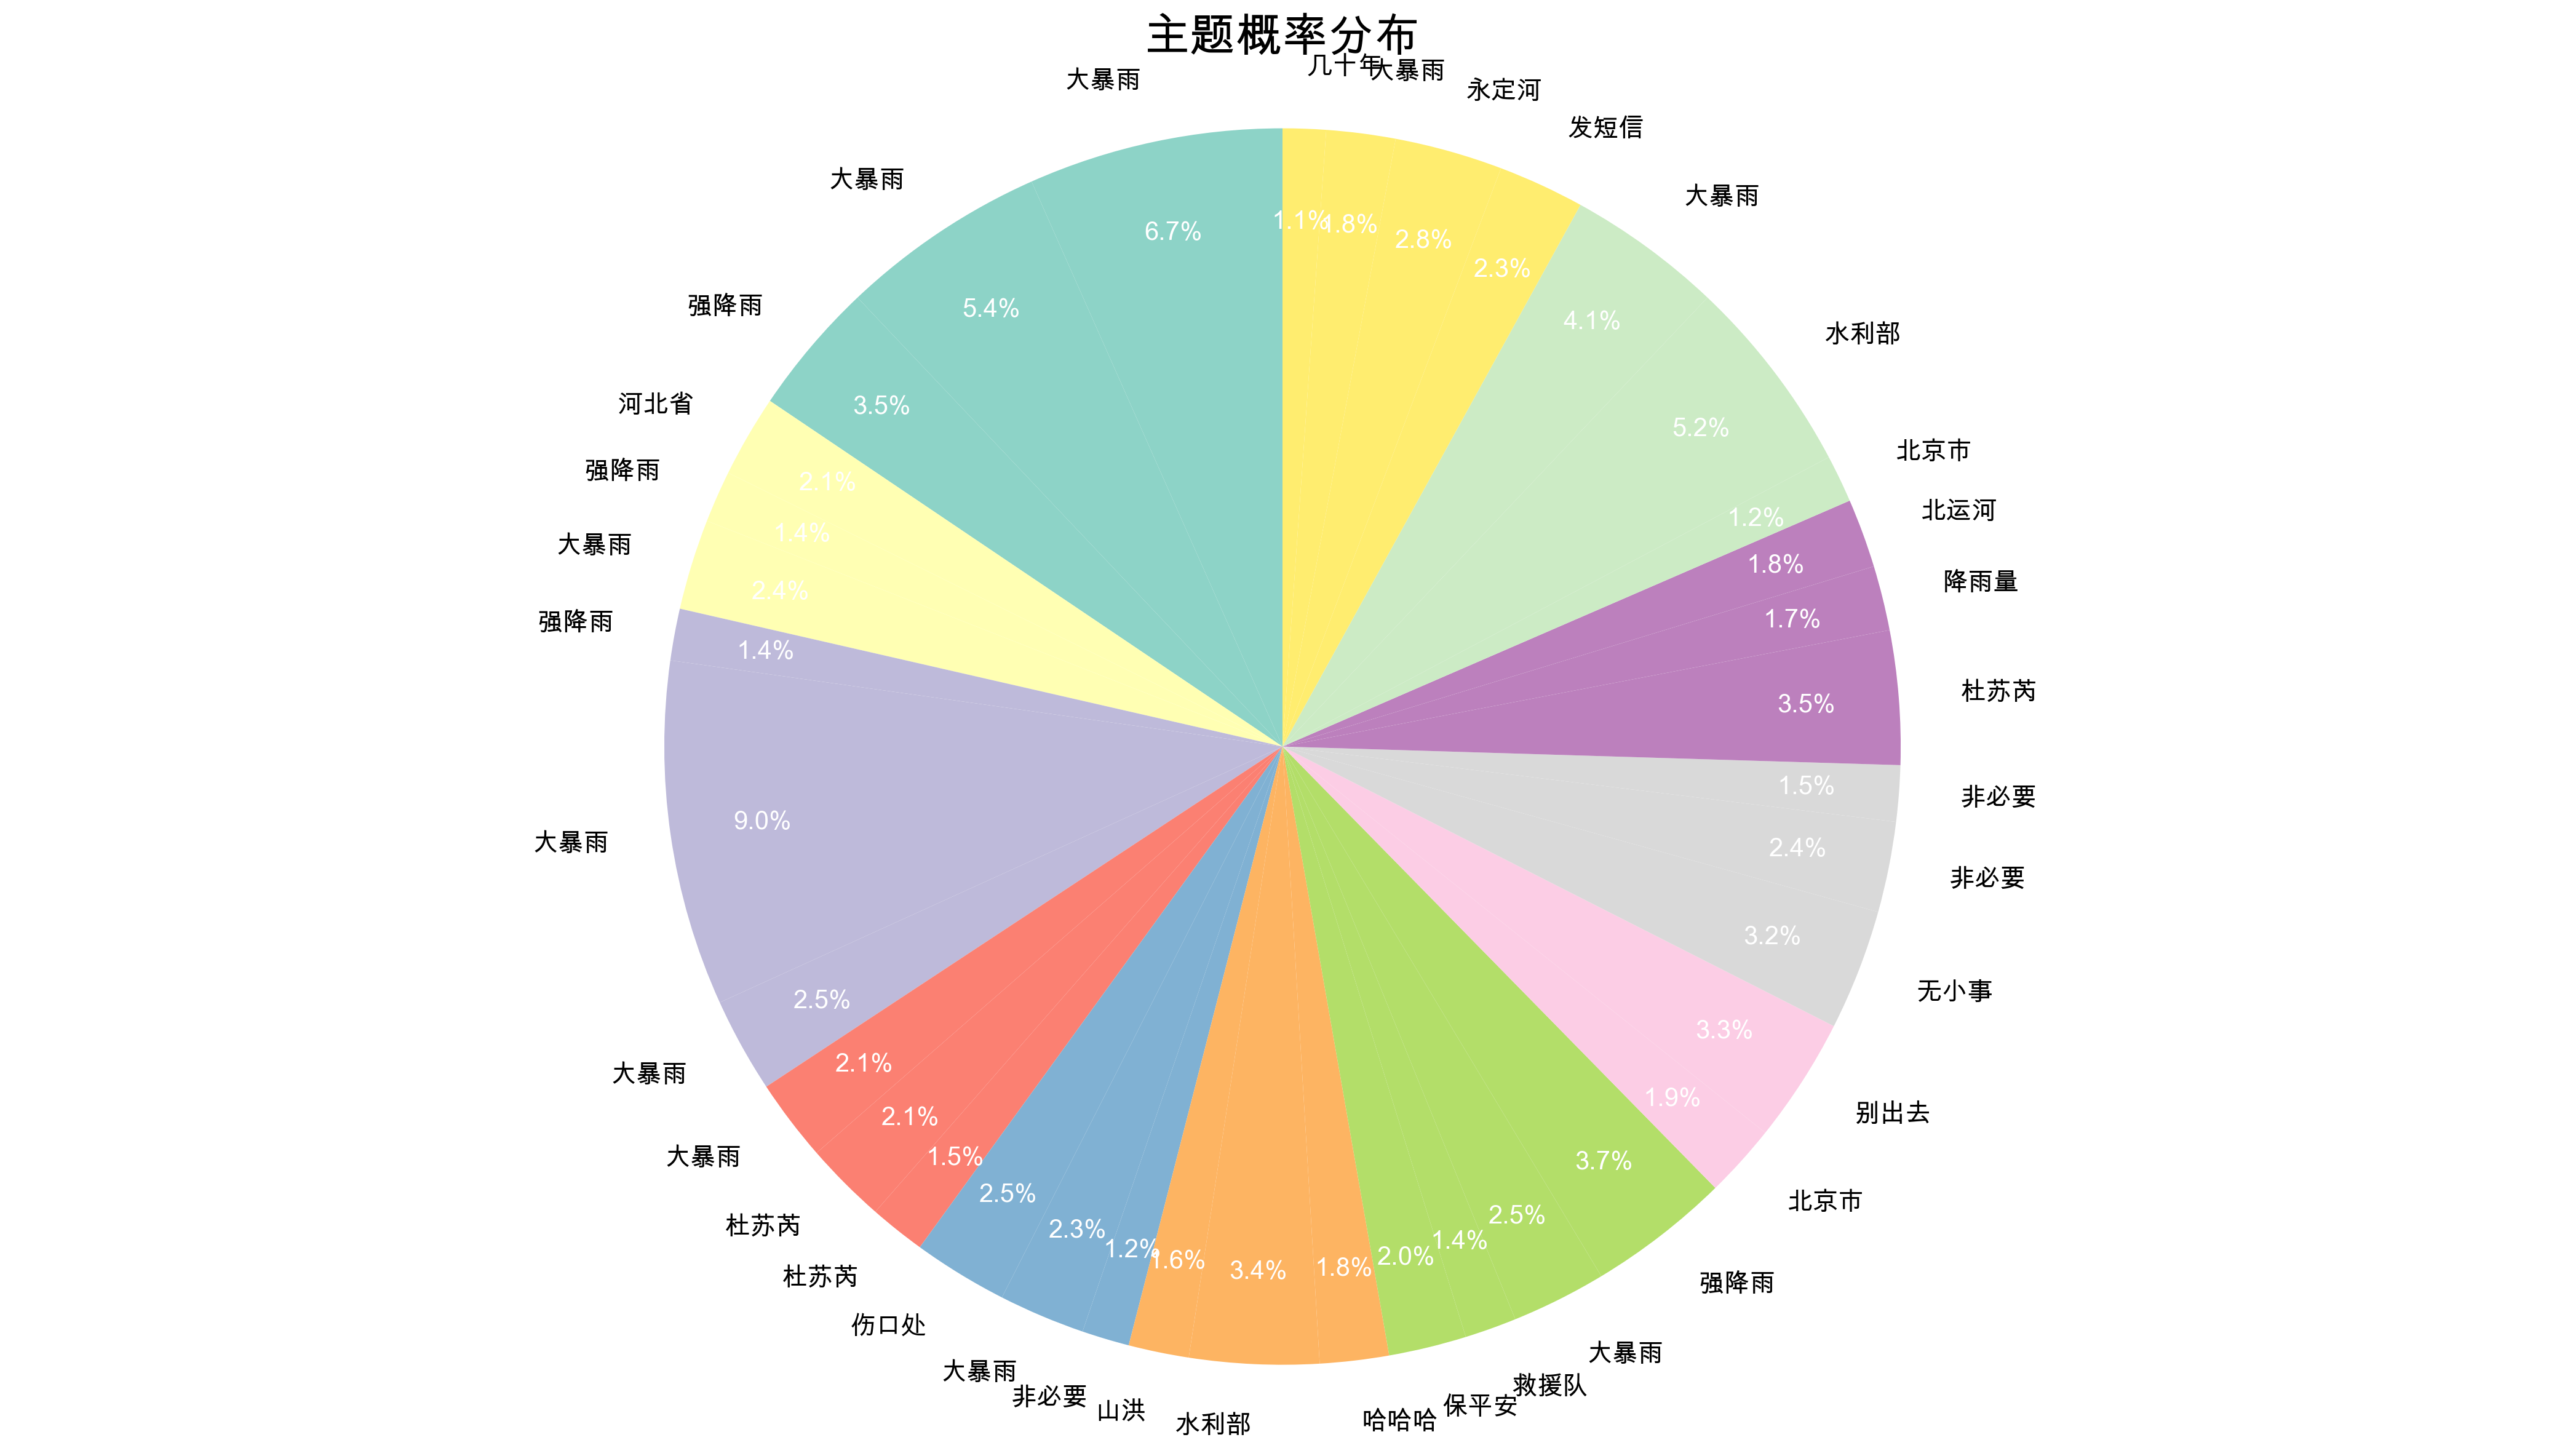 主题概率分布
几十年
大暴雨
永定河
发短信
大暴雨
水利部
北京市
北运河
降雨量
杜苏芮
非必要
非必要
无小事
别出去
北京市
强降雨
大暴雨
救援队
保平安
哈哈哈
水利部
山洪
非必要
大暴雨
伤口处
杜苏芮
杜苏芮
大暴雨
大暴雨
大暴雨
强降雨
大暴雨
强降雨
河北省
强降雨
大暴雨
大暴雨
1.1%
1.8%
2.8%
2.3%
4.1%
5.2%
1.2%
1.8%
1.7%
3.5%
1.5%
2.4%
3.2%
3.3%
1.9%
3.7%
2.5%
1.4%
2.0%
1.8%
3.4%
1.6%
1.2%
2.3%
2.5%
1.5%
2.1%
2.1%
2.5%
9.0%
1.4%
2.4%
1.4%
2.1%
3.5%
5.4%
6.7%